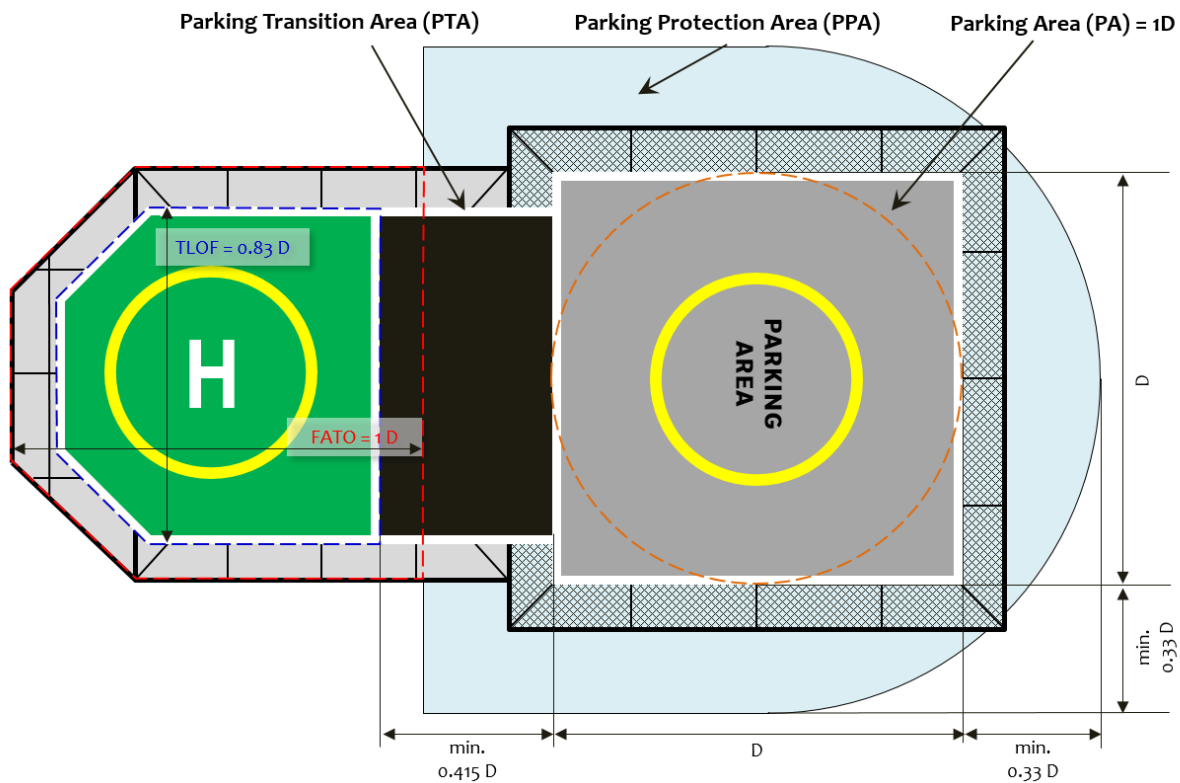 Parking Transition Area (PTA)
Parking Protection Area (PPA)
Parking Area (PA) = 1D
TLOF = 0.83 D
H
FATO = 1 D
PARKING
AREA
D
min.
0.33 D
min.
0.415 D
D
min.
0.33 D